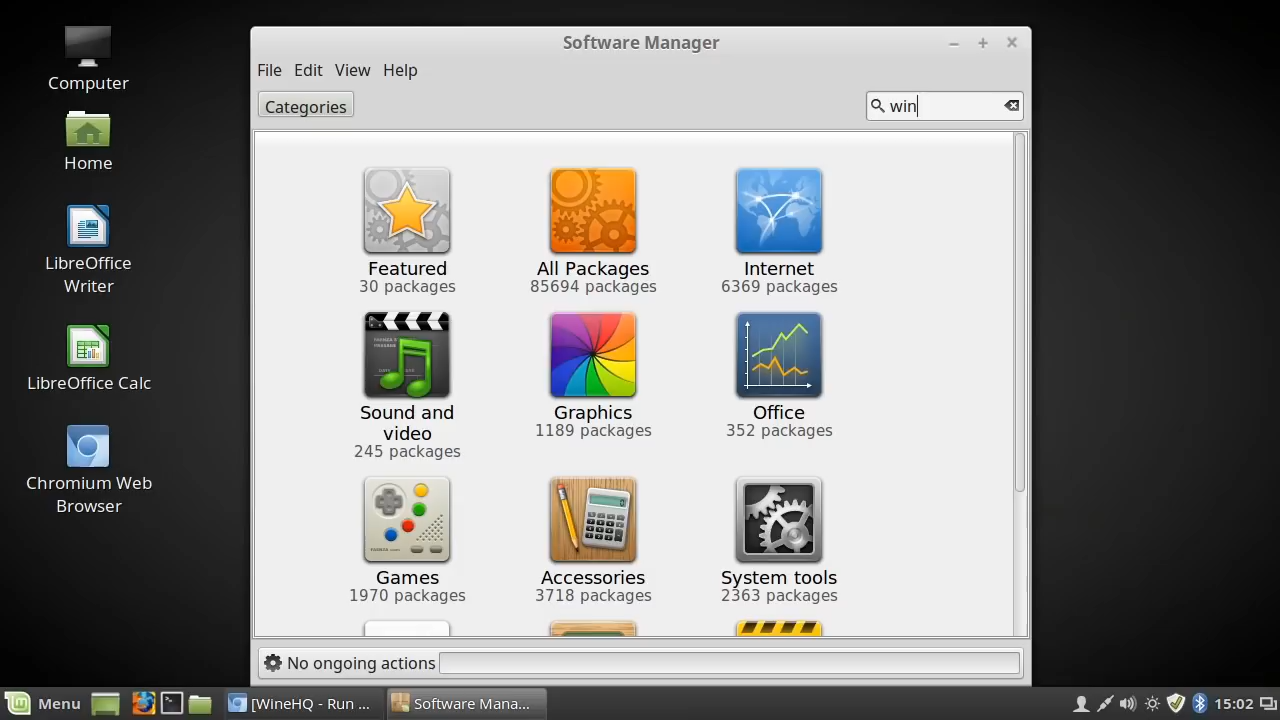 Computer
Home
LibreOffice
Writer
LibreOffice Calc
Chromium Web
Browser
Software Manager
File Edit View Help
Categories
win
Featured
30 packages
All Packages
85694 packages
Internet
6369 packages
Sound and
video
245 packages
Graphics
1189 packages
Office
352 packages
Games
1970 packages
Accessories
3718 packages
System tools
2363 packages
No ongoing actions
Menu
[WineHQ - Run ...
Software Mana...
15:02